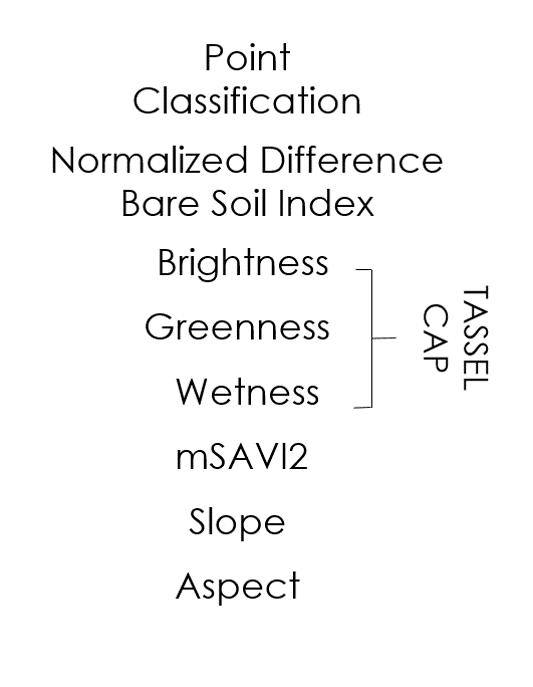 Point
Classification
Normalized Difference
Bare Soil Index
Brightness
Greenness
Wetness
TASSEL
CAP
mSAVI2
Slope
Aspect